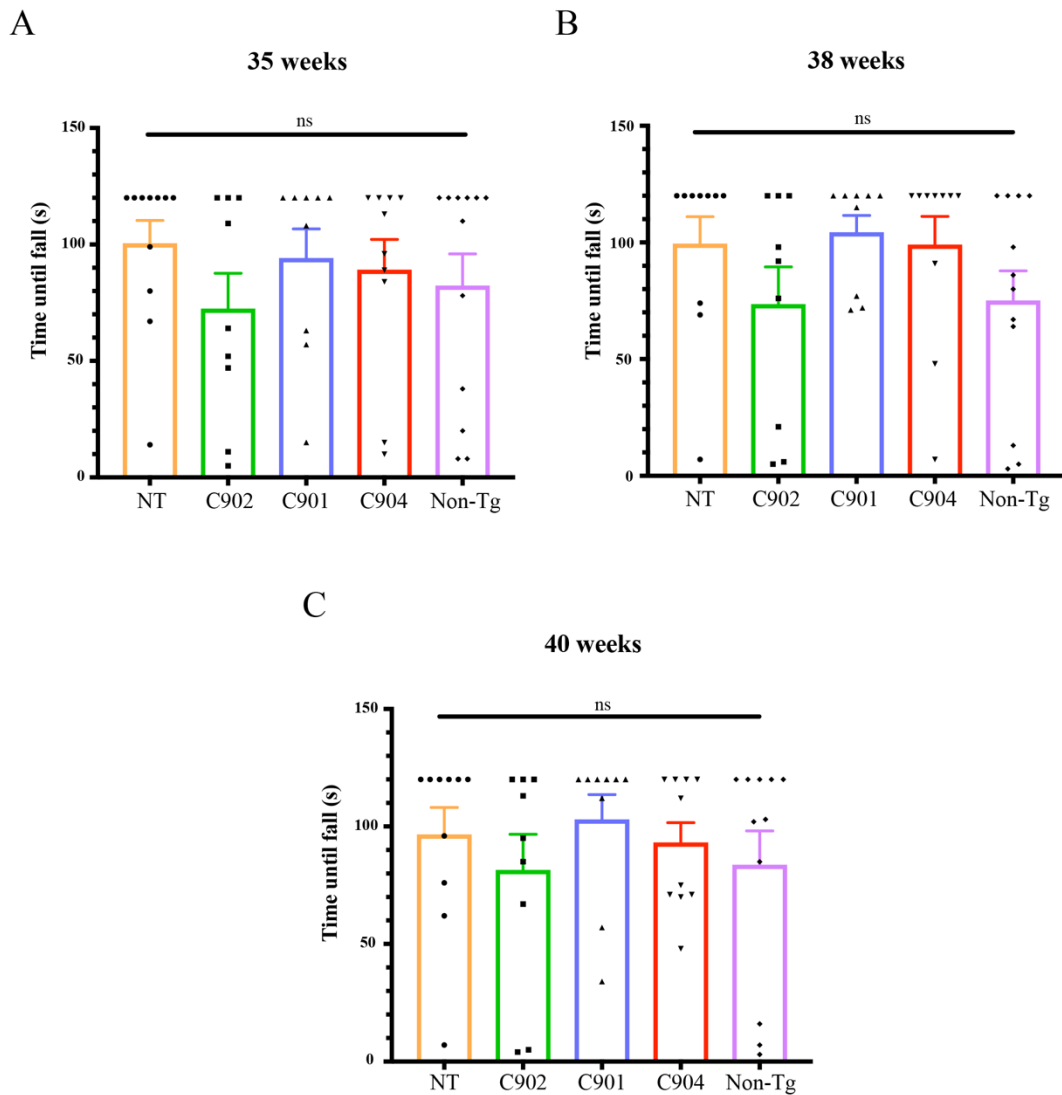 A
35 weeks
ns
Time until fall (s)
150
100
50
0
NT C902 C901 C904 Non-Tg
B
38 weeks
ns
Time until fall (s)
150
100
50
0
NT C902 C901 C904 Non-Tg
C
40 weeks
ns
Time until fall (s)
150
100
50
0
NT C902 C901 C904 Non-Tg